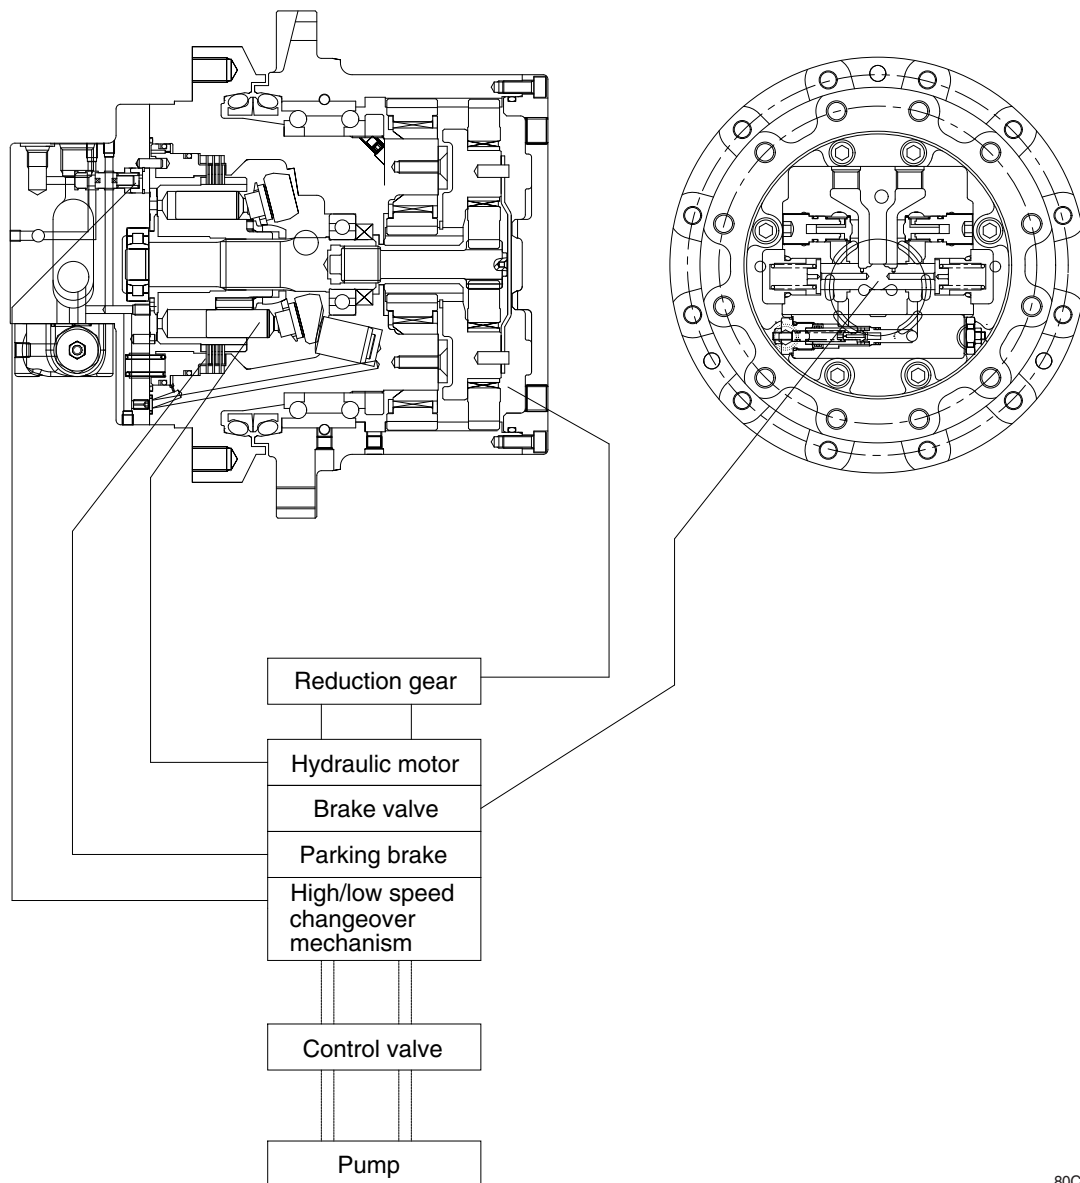 Reduction gear
Hydraulic motor
Brake valve
Parking brake
High/low speed
changeover
mechanism
Control valve
Pump